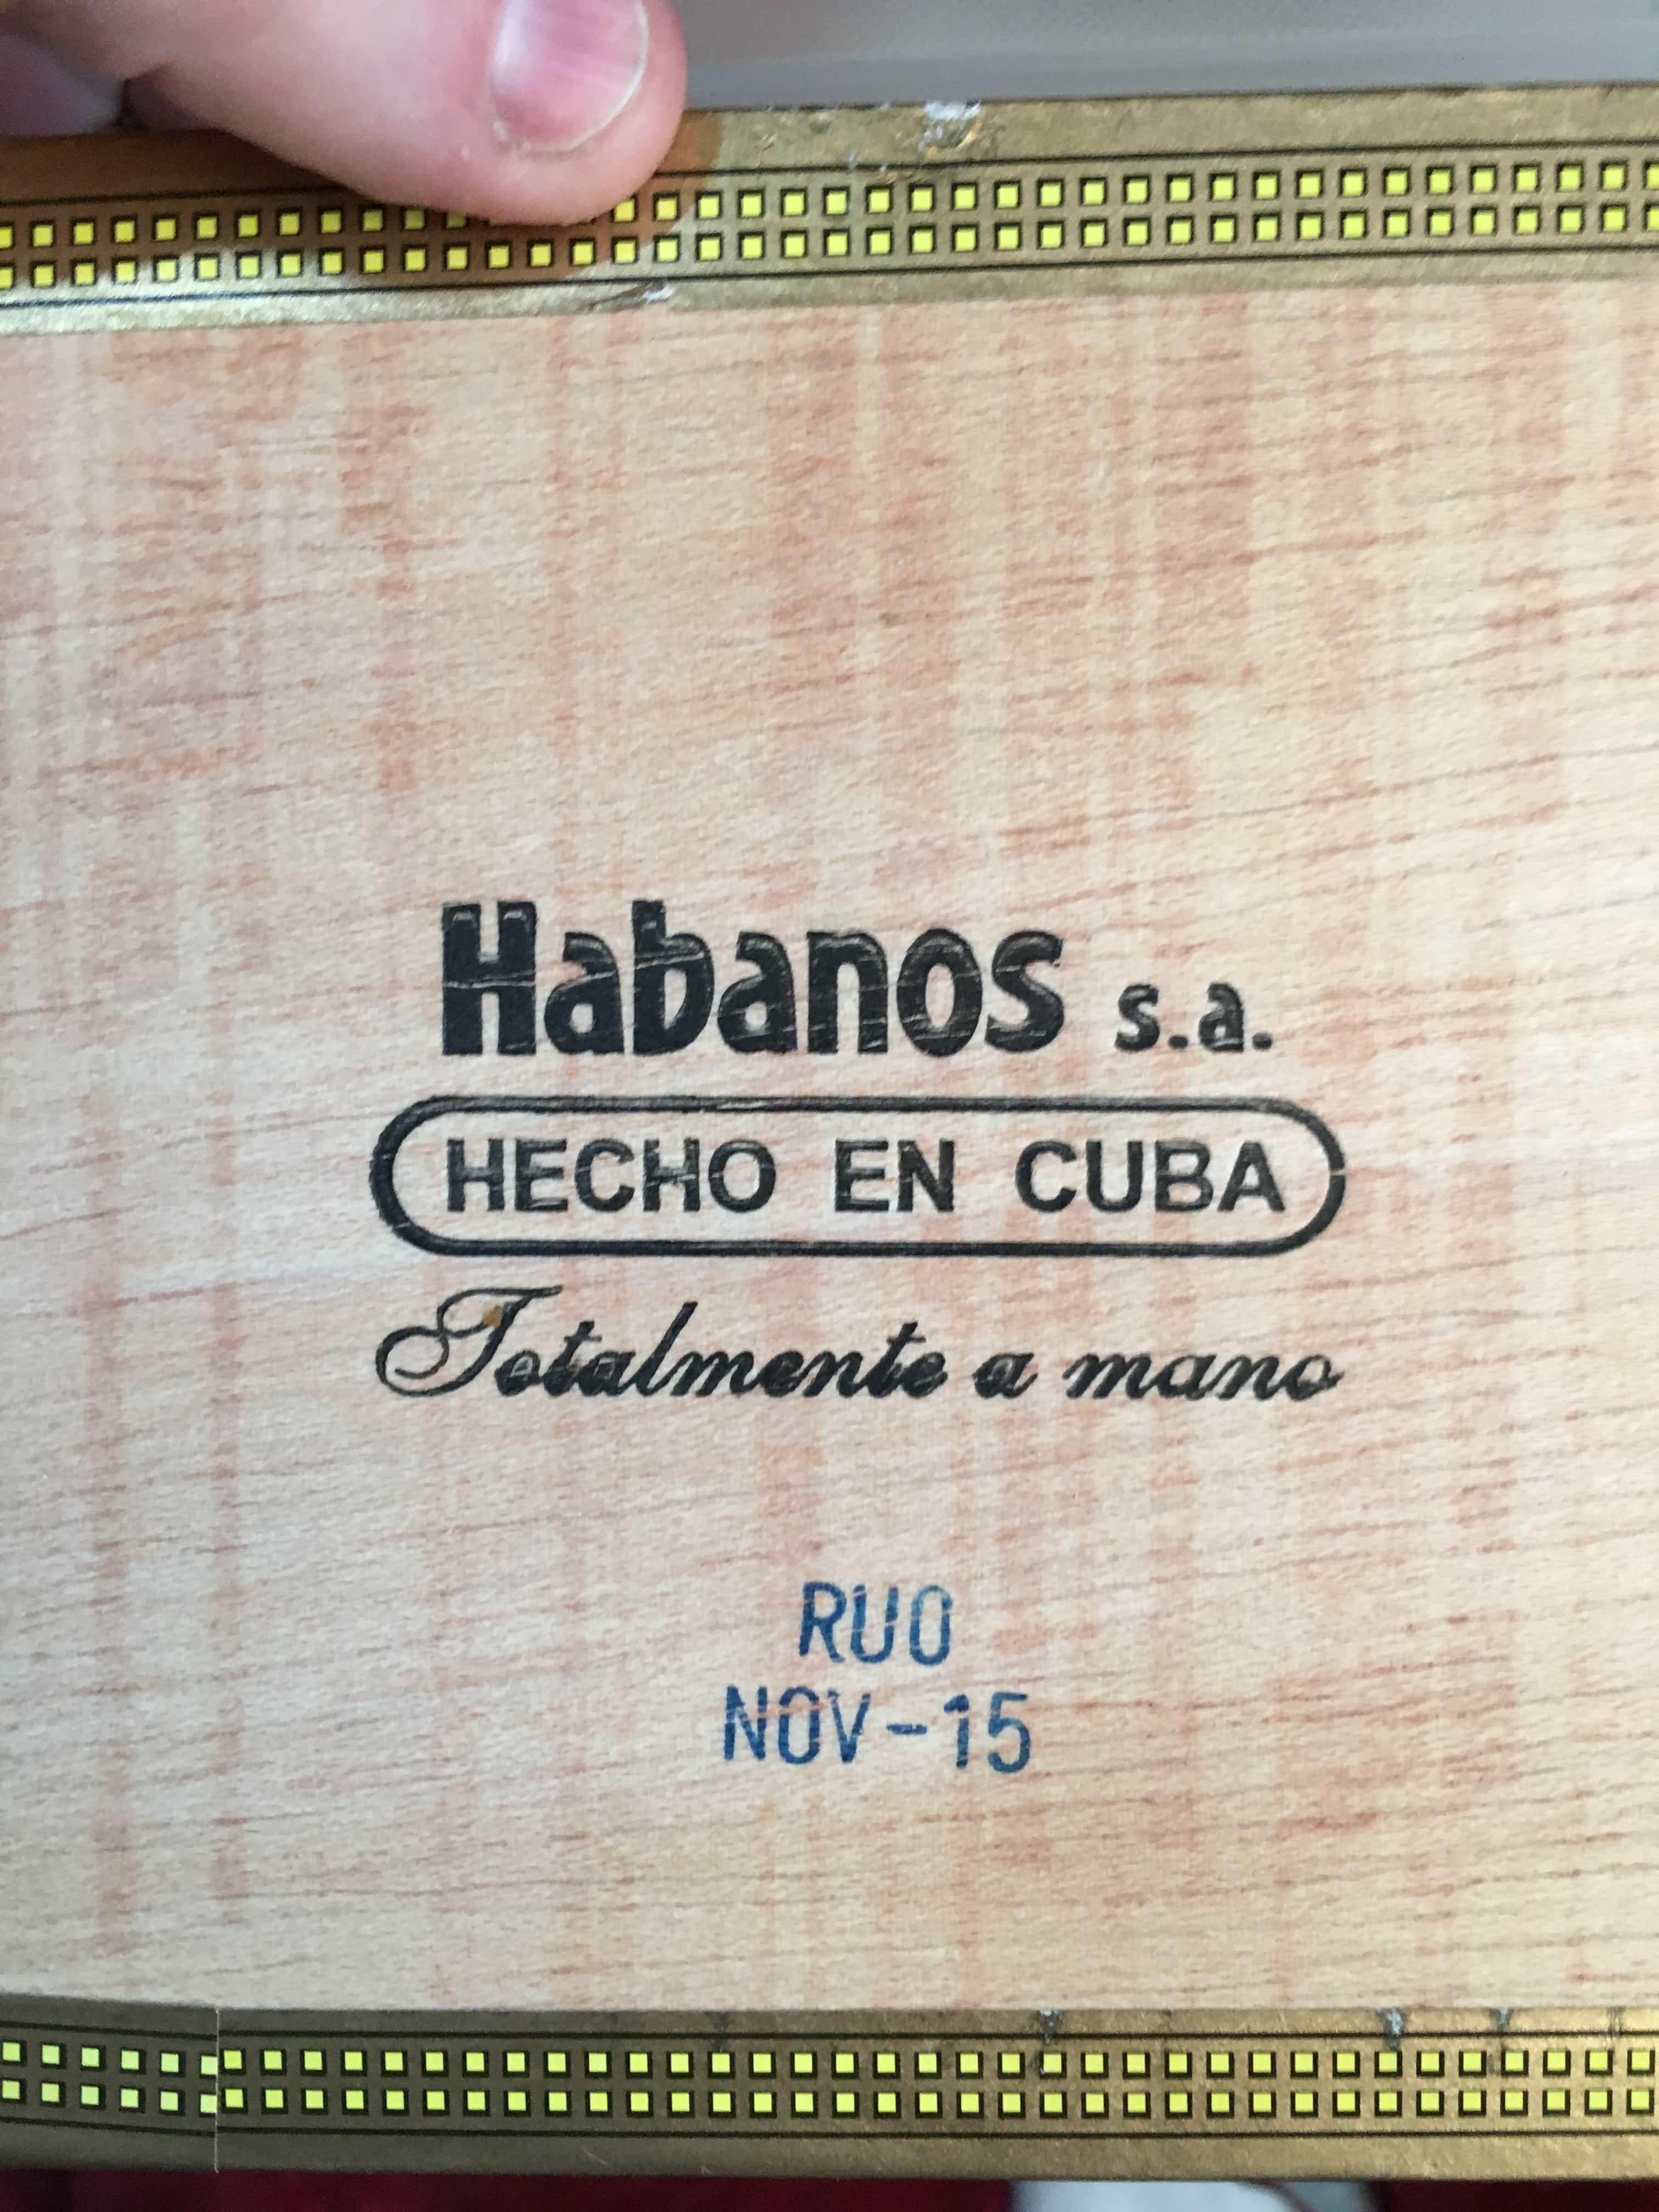 Habanos s.a.
HECHO EN CUBA
Totalmente a mano
RUO
NOV-15